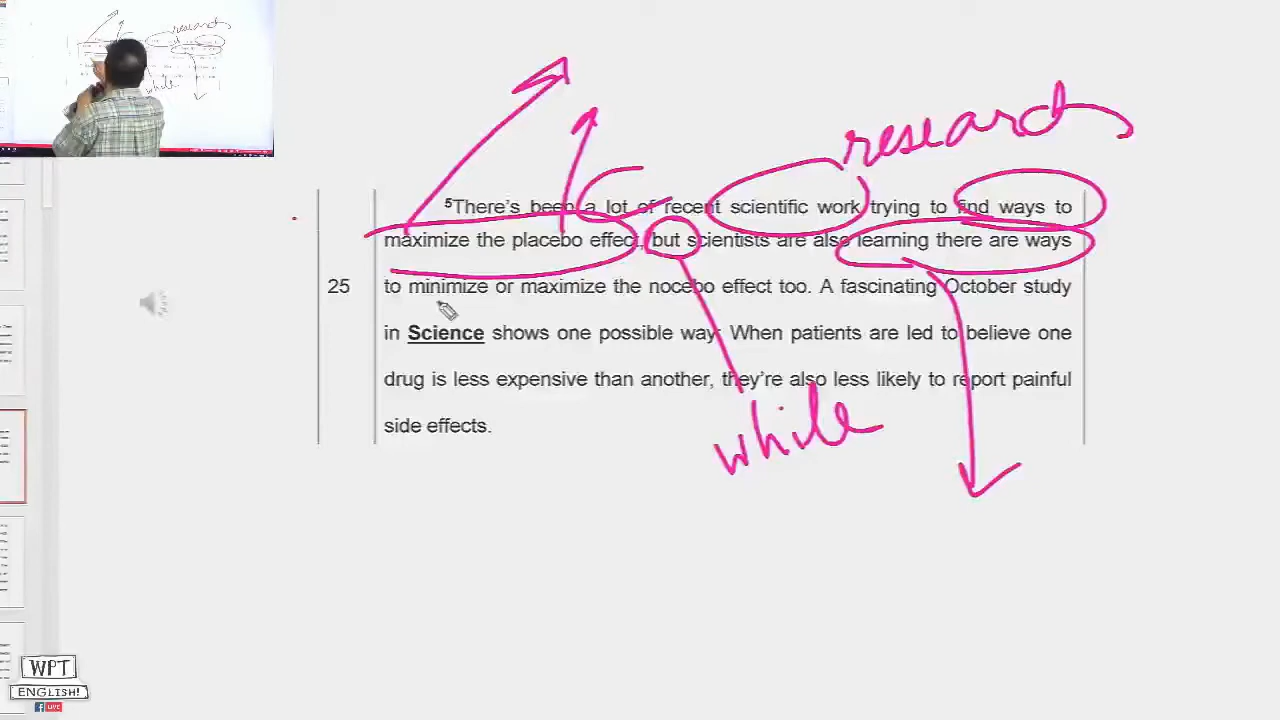 research
⁵There's been a lot of recent scientific work trying to find ways to
maximize the placebo effect, but scientists are also learning there are ways
25 to minimize or maximize the nocebo effect too. A fascinating October study
in Science shows one possible way: When patients are led to believe one
drug is less expensive than another, they're also less likely to report painful
side effects.
while
WPT
ENGLISH!
f LIVE